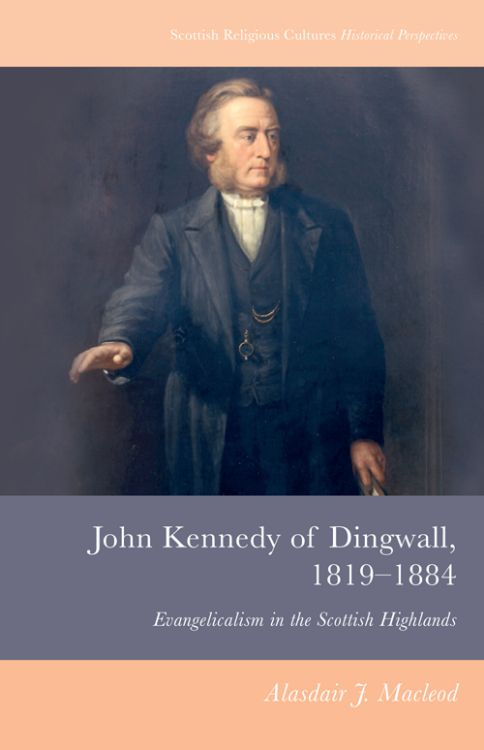 Scottish Religious Cultures Historical Perspectives
John Kennedy of Dingwall,
1819–1884
Evangelicalism in the Scottish Highlands
Alasdair J. Macleod